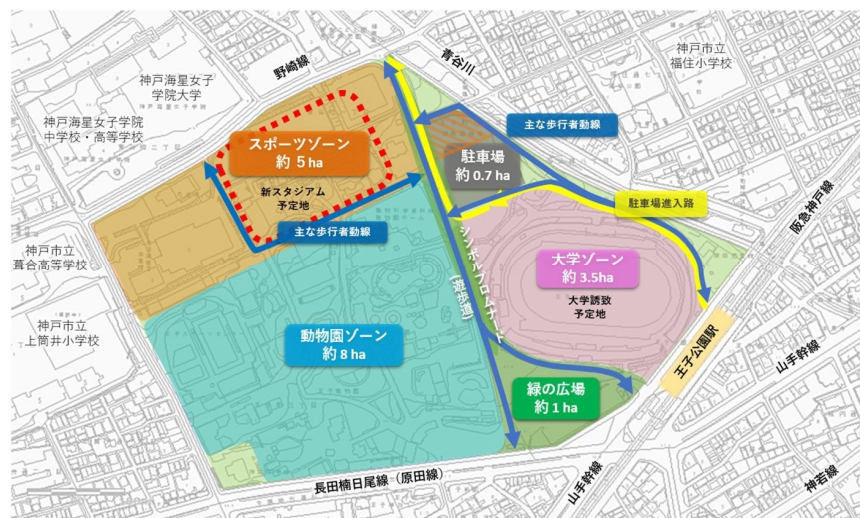 野崎線
青谷川
神戸市立
福住小学校
神戸海星女子
学院大学
神戸海星女子学院
中学校・高等学校
主な歩行者動線
スポーツゾーン
約 5 ha
駐車場
約 0.7 ha
新スタジアム
予定地
駐車場進入路
阪急神戸線
主な歩行者動線
神戸市立
葺合高等学校
シンボルプロムナード
(遊歩道)
大学ゾーン
約 3.5ha
大学誘致
予定地
神戸市立
上筒井小学校
動物園ゾーン
約 8 ha
王子公園駅
山手幹線
緑の広場
約 1 ha
長田楠日尾線（原田線）
山手幹線
神若線